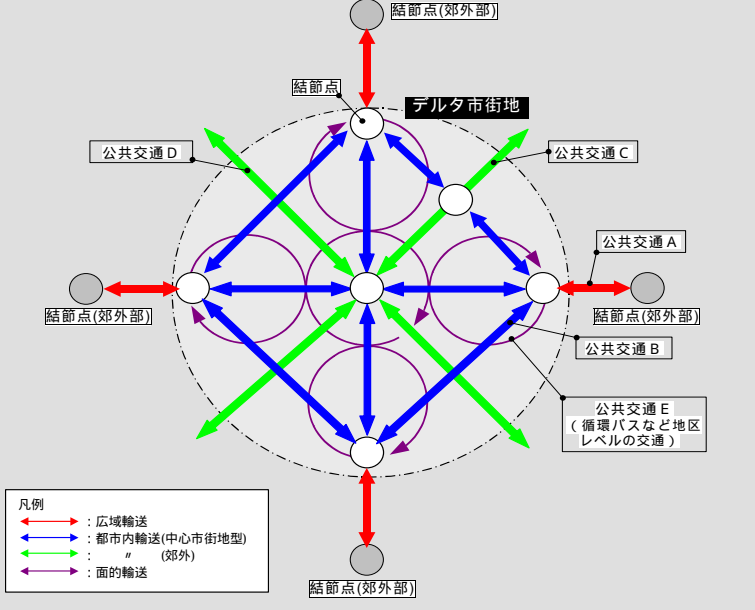 結節点(郊外部)
結節点
デルタ市街地
公共交通D
公共交通C
公共交通A
結節点(郊外部)
結節点(郊外部)
公共交通B
公共交通E
(循環バスなど地区
レベルの交通)
凡例
:広域輸送
:都市内輸送(中心市街地型)
: 〃 (郊外)
:面的輸送
結節点(郊外部)